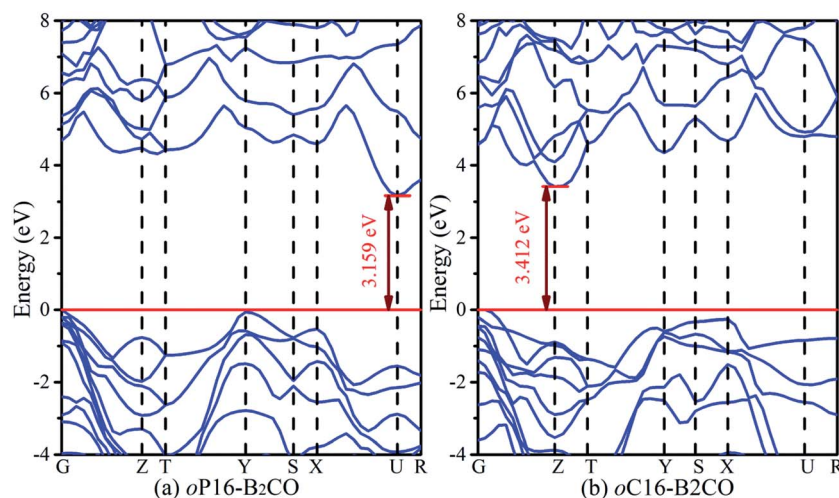 8
6
4
2
0
-2
-4
Energy (eV)
3.159 eV
G Z T Y S X U R
(a) oP16-B₂CO
8
6
4
2
0
-2
-4
Energy (eV)
3.412 eV
G Z T Y S X U R
(b) oC16-B2CO